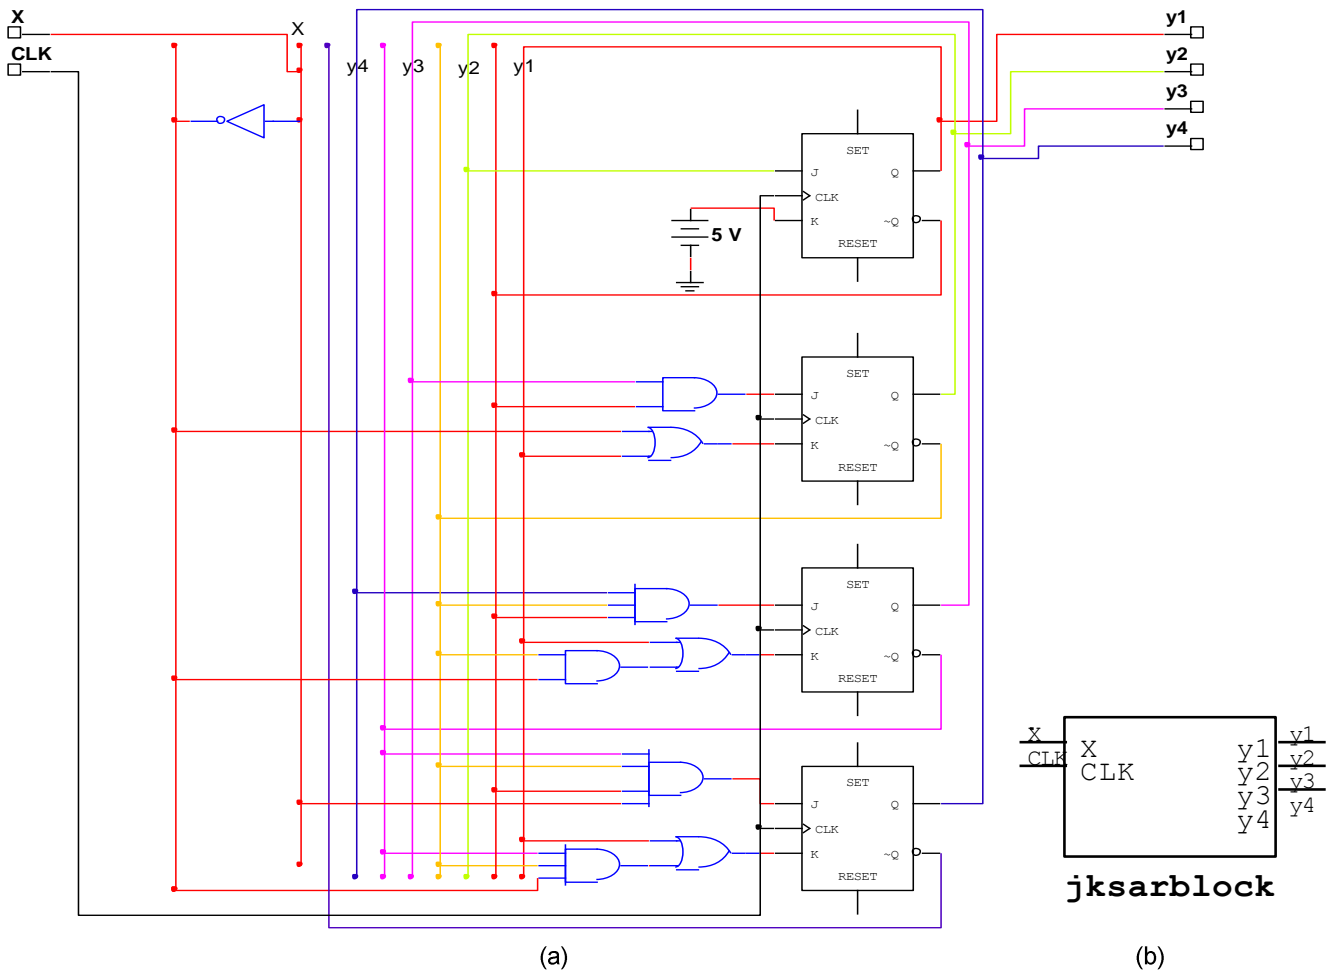 X
CLK
X
y4
y3
y2
y1
y1
y2
y3
y4
SET
J
Q
CLK
K
~Q
RESET
5 V
SET
J
Q
CLK
K
~Q
RESET
SET
J
Q
CLK
K
~Q
RESET
SET
J
Q
CLK
K
~Q
RESET
X
CLK
X
CLK
y1
y2
y3
y4
y1
y2
y3
y4
jksarblock
(a)
(b)